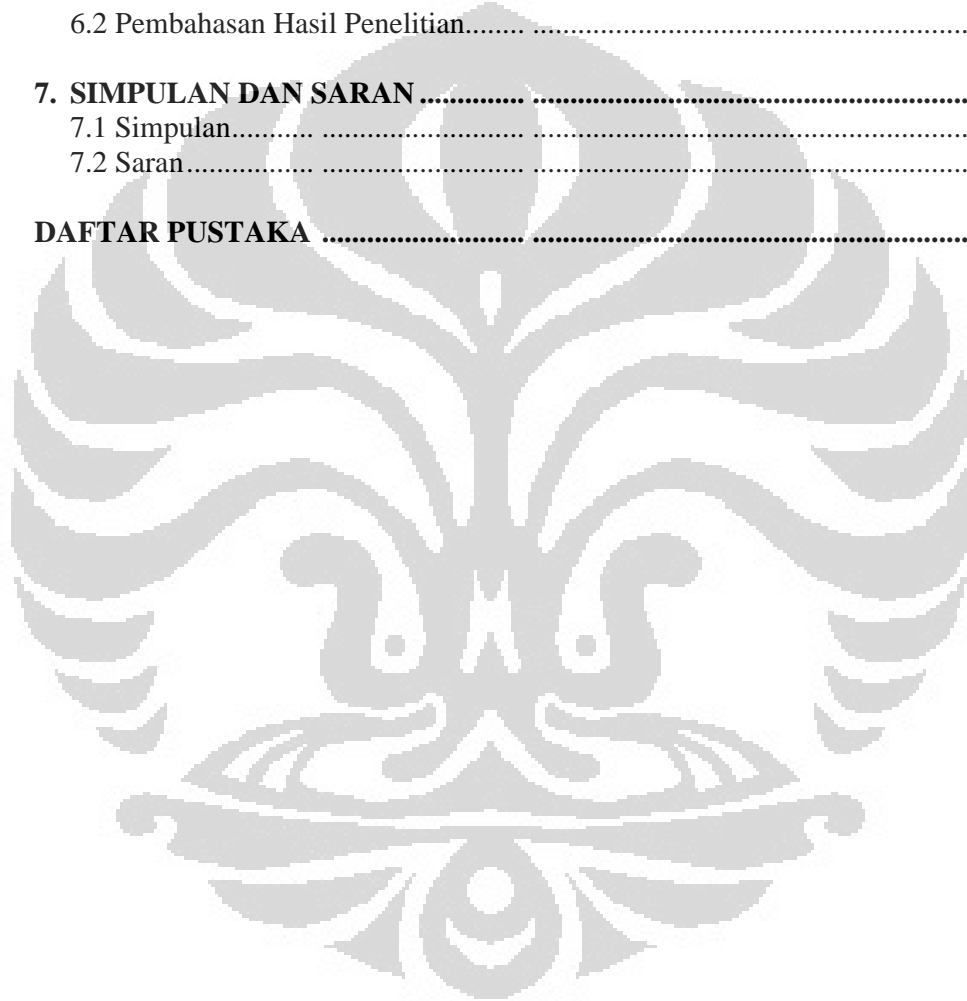 6.2 Pembahasan Hasil Penelitian........ ..........................................................
7. SIMPULAN DAN SARAN ............. ..........................................................
7.1 Simpulan........... ........................... ..........................................................
7.2 Saran................. ........................... ..........................................................
DAFTAR PUSTAKA ........................... ..........................................................